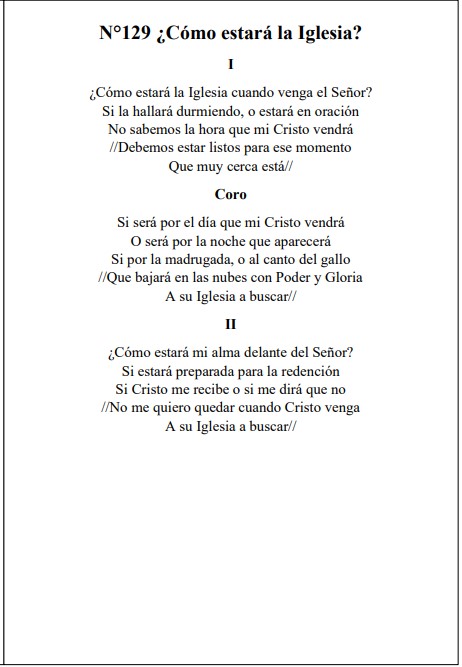 N°129 ¿Cómo estará la Iglesia?
I
¿Cómo estará la Iglesia cuando venga el Señor?
Si la hallará durmiendo, o estará en oración
No sabemos la hora que mi Cristo vendrá
//Debemos estar listos para ese momento
Que muy cerca está//
Coro
Si será por el día que mi Cristo vendrá
O será por la noche que aparecerá
Si por la madrugada, o al canto del gallo
//Que bajará en las nubes con Poder y Gloria
A su Iglesia a buscar//
II
¿Cómo estará mi alma delante del Señor?
Si estará preparada para la redención
Si Cristo me recibe o si me dirá que no
//No me quiero quedar cuando Cristo venga
A su Iglesia a buscar//